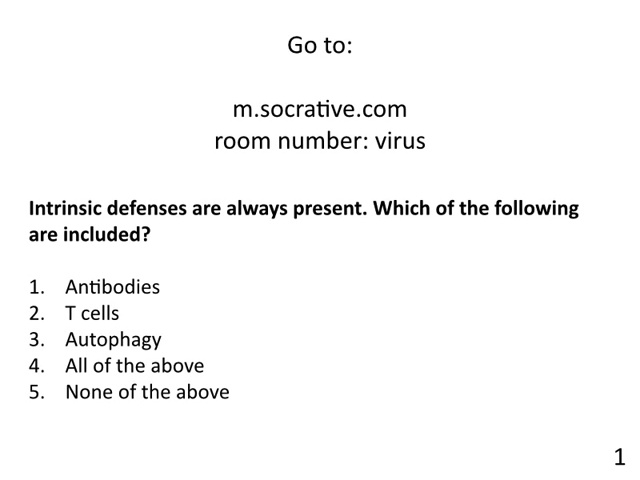 Go to:
m.socrative.com
room number: virus
Intrinsic defenses are always present. Which of the following
are included?
1. Antibodies
2. T cells
3. Autophagy
4. All of the above
5. None of the above
1